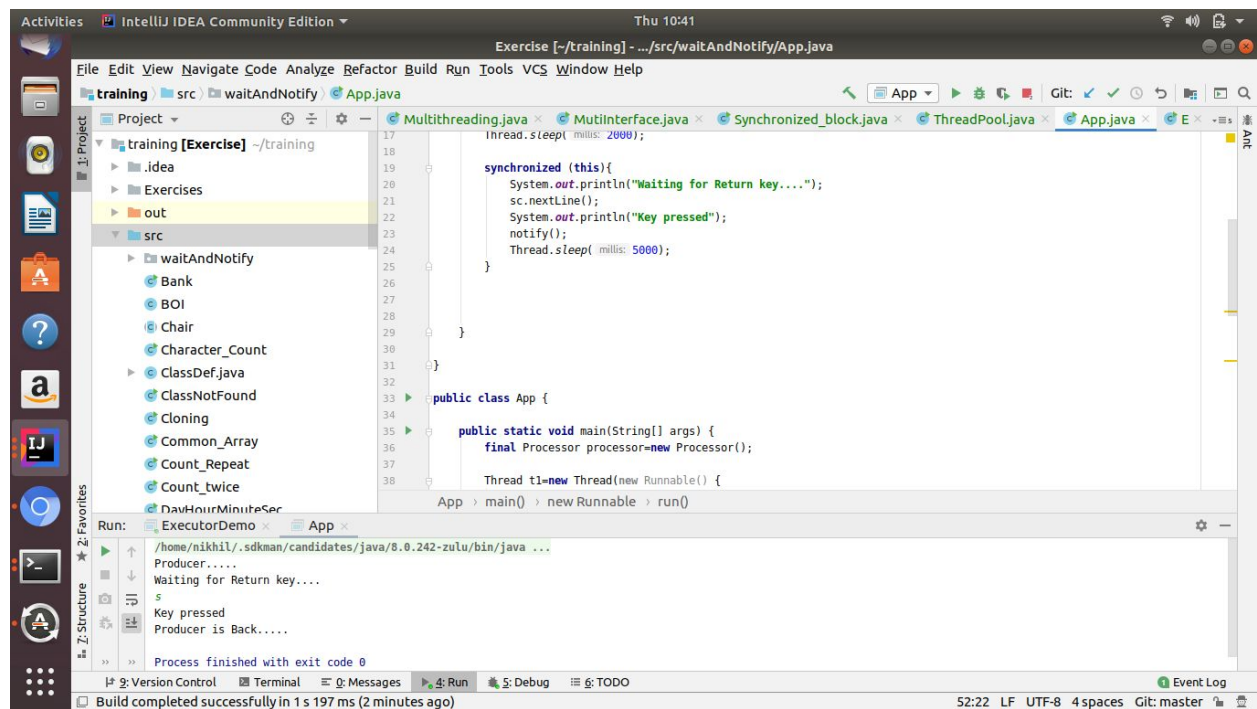 Activities IntelliJ IDEA Community Edition Thu 10:41
Exercise [~/training] - .../src/waitAndNotify/App.java
File Edit View Navigate Code Analyze Refactor Build Run Tools VCS Window Help
training src waitAndNotify App.java App Git:
1: Project
Project
Multithreading.java MutiInterface.java Synchronized_block.java ThreadPool.java App.java E
Ant
training [Exercise] ~/training
.idea
Exercises
out
src
waitAndNotify
Bank
BOI
Chair
Character_Count
ClassDef.java
ClassNotFound
Cloning
Common_Array
Count_Repeat
Count_twice
DayHourMinuteSec
17 Thread.sleep( millis: 2000);
18
19 synchronized (this){
20 System.out.println("Waiting for Return key....");
21 sc.nextLine();
22 System.out.println("Key pressed");
23 notify();
24 Thread.sleep( millis: 5000);
25 }
26
27
28
29 }
30
31 }
32
33 public class App {
34
35 public static void main(String[] args) {
36 final Processor processor=new Processor();
37
38 Thread t1=new Thread(new Runnable() {
App > main() > new Runnable > run()
2: Favorites
7: Structure
Run: ExecutorDemo App
/home/nikhil/.sdkman/candidates/java/8.0.242-zulu/bin/java ...
Producer.....
Waiting for Return key....
s
Key pressed
Producer is Back.....
Process finished with exit code 0
9: Version Control Terminal 0: Messages 4: Run 5: Debug 6: TODO 1 Event Log
Build completed successfully in 1 s 197 ms (2 minutes ago) 52:22 LF UTF-8 4 spaces Git: master